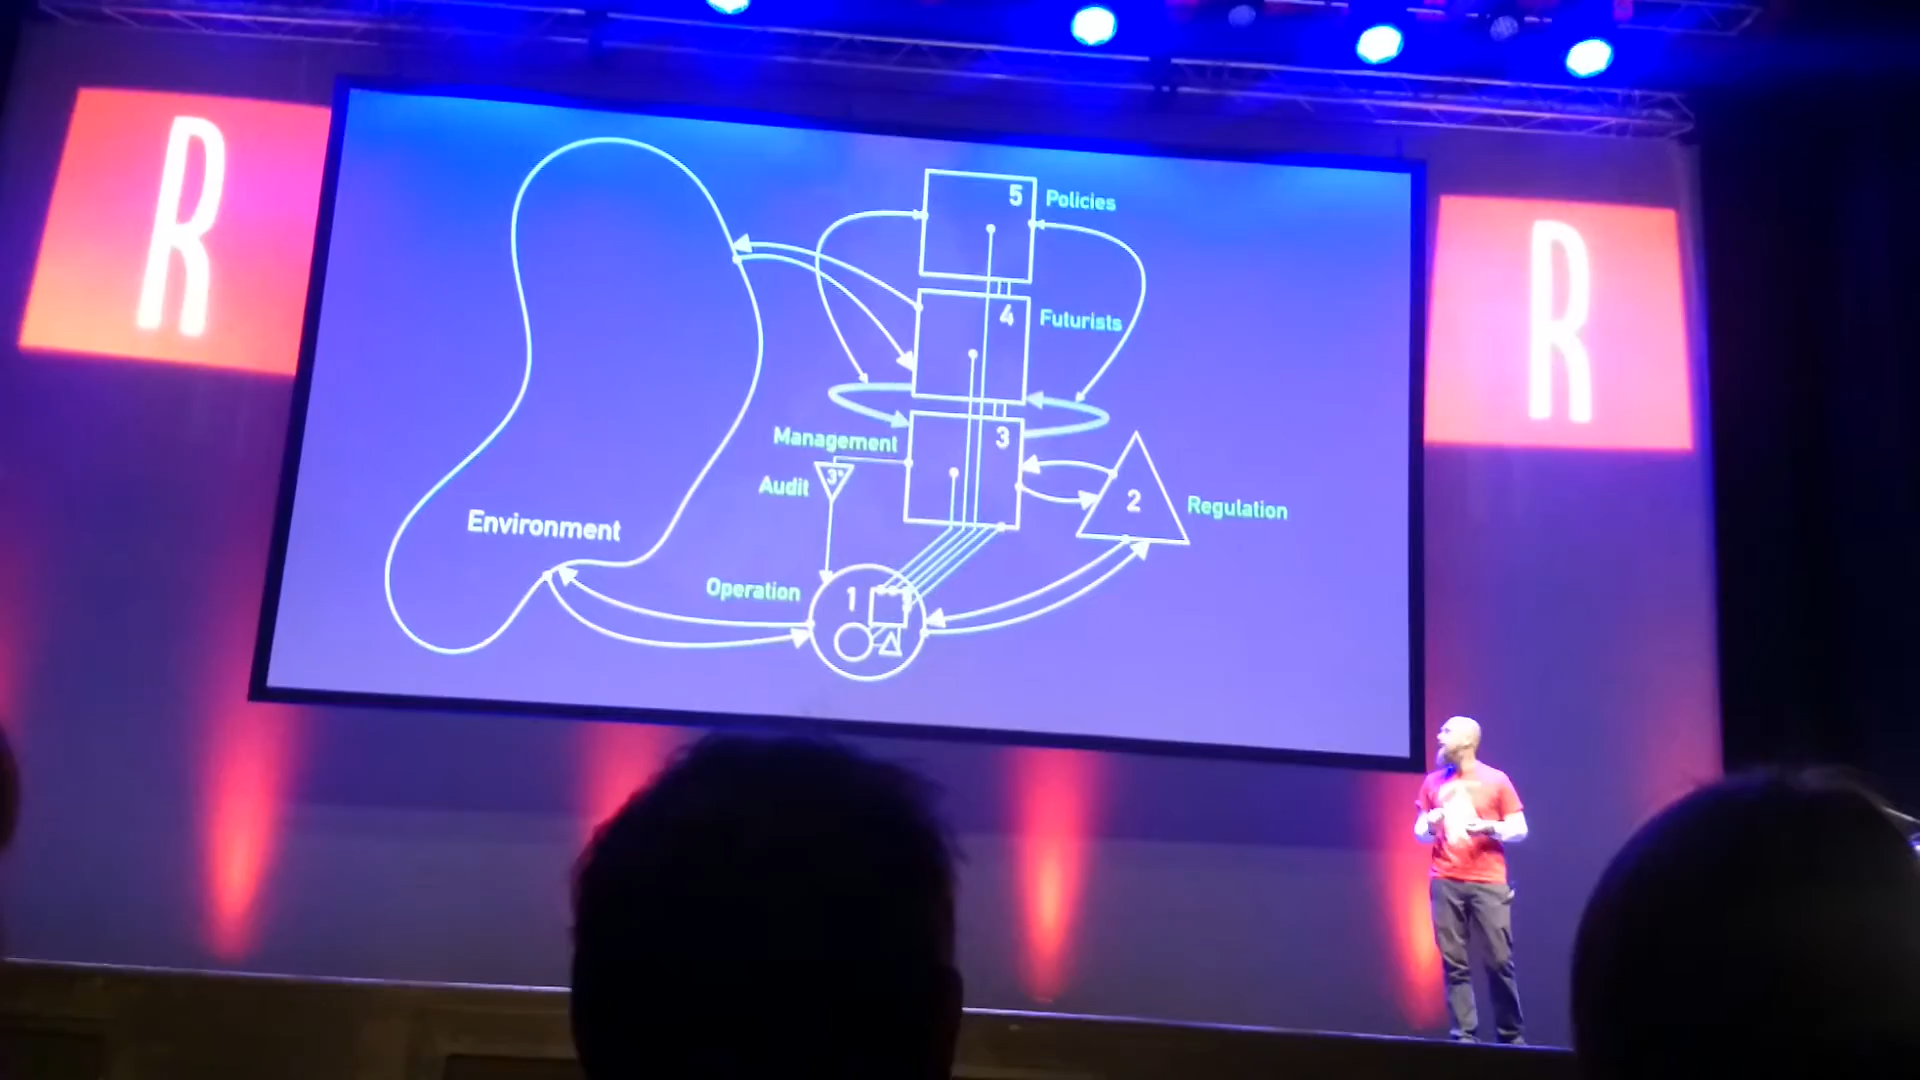 R
5 Policies
4 Futurists
3
Management
3*
Audit
2
Regulation
Environment
Operation
1
R